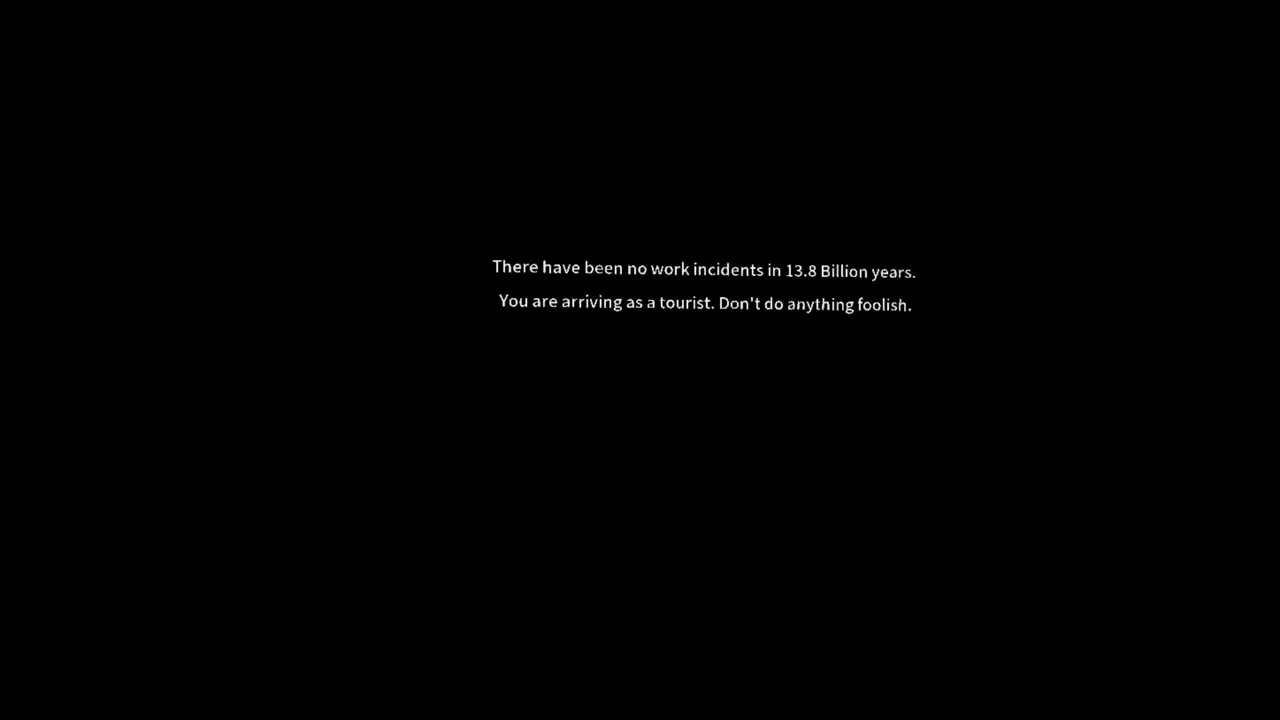 There have been no work incidents in 13.8 Billion years.
You are arriving as a tourist. Don't do anything foolish.